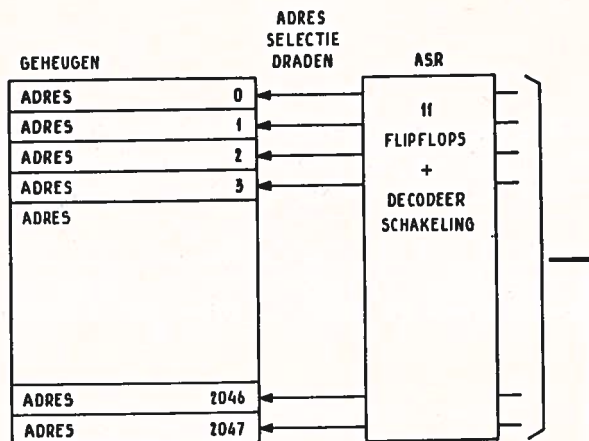 ADRES
SELECTIE
DRADEN
GEHEUGEN
ASR
ADRES 0
ADRES 1
ADRES 2
ADRES 3
ADRES
11
FLIPFLOPS
+
DECODEER
SCHAKELING
ADRES 2046
ADRES 2047